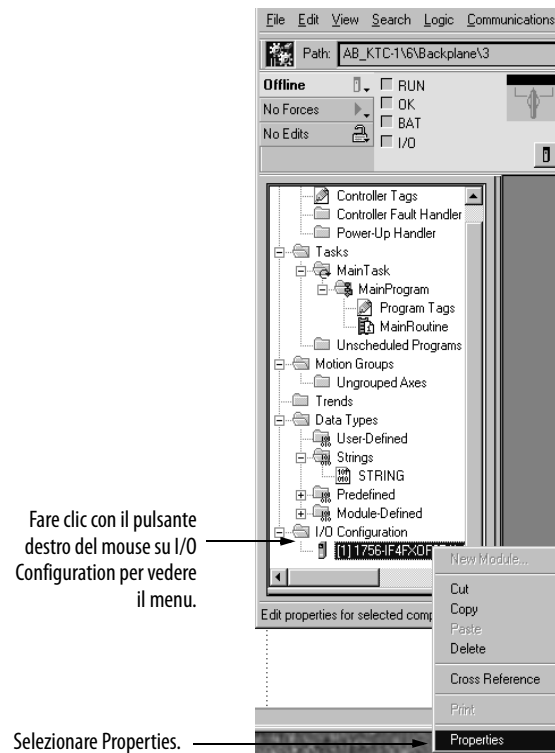 File Edit View Search Logic Communications
Path: AB_KTC-1\6\Backplane\3
Offline
RUN
No Forces
OK
BAT
No Edits
I/O
Controller Tags
Controller Fault Handler
Power-Up Handler
Tasks
MainTask
MainProgram
Program Tags
MainRoutine
Unscheduled Programs
Motion Groups
Ungrouped Axes
Trends
Data Types
User-Defined
Strings
STRING
Predefined
Module-Defined
I/O Configuration
[1] 1756-IF4FXOF
Fare clic con il pulsante
destro del mouse su I/O
Configuration per vedere
il menu.
New Module...
Cut
Copy
Paste
Delete
Cross Reference
Print
Properties
Edit properties for selected comp
Selezionare Properties.